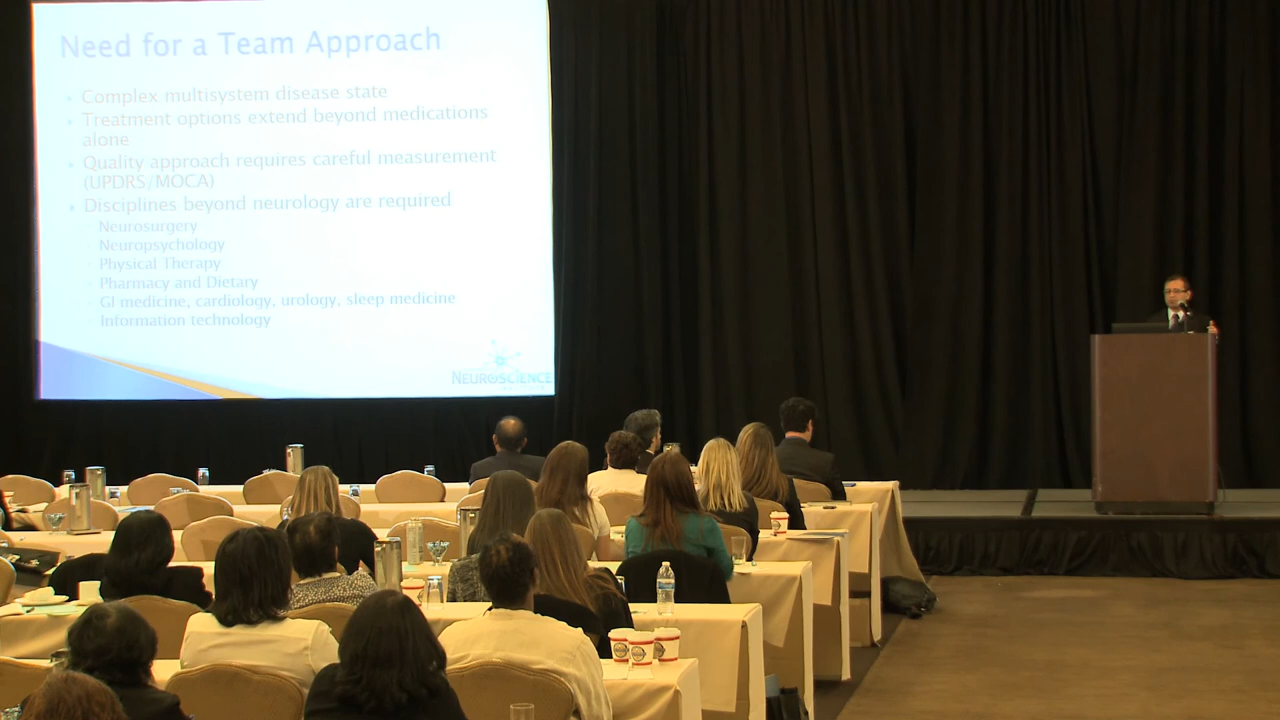 Need for a Team Approach
Complex multisystem disease state
Treatment options extend beyond medications
alone
Quality approach requires careful measurement
(UPDRS/MOCA)
Disciplines beyond neurology are required
Neurosurgery
Neuropsychology
Physical Therapy
Pharmacy and Dietary
GI medicine, cardiology, urology, sleep medicine
Information technology
NEUROSCIENCE